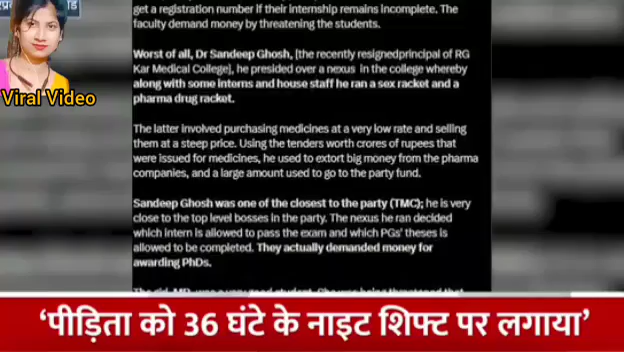 ड
get a registration number if their internship remains incomplete. The
faculty demand money by threatening the students.
Worst of all, Dr Sandeep Ghosh, [the recently resignedprincipal of RG
Kar Medical College], he presided over a nexus in the college whereby
along with some interns and house staff he ran a sex racket and a
pharma drug racket.
Viral Video
The latter involved purchasing medicines at a very low rate and selling
them at a steep price. Using the tenders worth crores of rupees that
were issued for medicines, he used to extort big money from the pharma
companies, and a large amount used to go to the party fund.
Sandeep Ghosh was one of the closest to the party (TMC); he is very
close to the top level bosses in the party. The nexus he ran decided
which intern is allowed to pass the exam and which PGs' theses is
allowed to be completed. They actually demanded money for
awarding PhDs.
‘पीड़िता को 36 घंटे के नाइट शिफ्ट पर लगाया’